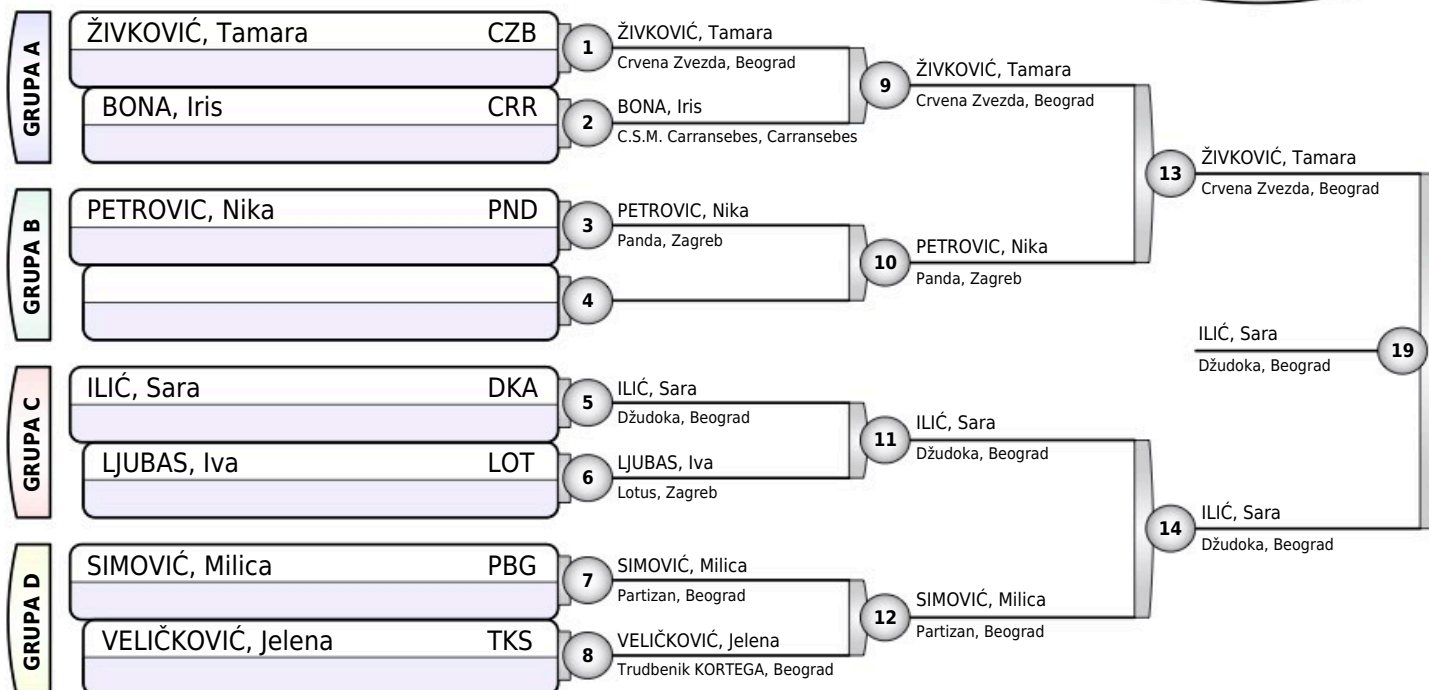 GRUPA A
ŽIVKOVIĆ, Tamara CZB
BONA, Iris CRR
1
ŽIVKOVIĆ, Tamara
Crvena Zvezda, Beograd
2
BONA, Iris
C.S.M. Carransebes, Carransebes
9
ŽIVKOVIĆ, Tamara
Crvena Zvezda, Beograd
GRUPA B
PETROVIC, Nika PND
3
PETROVIC, Nika
Panda, Zagreb
4
10
PETROVIC, Nika
Panda, Zagreb
13
ŽIVKOVIĆ, Tamara
Crvena Zvezda, Beograd
GRUPA C
ILIĆ, Sara DKA
LJUBAS, Iva LOT
5
ILIĆ, Sara
Džudoka, Beograd
6
LJUBAS, Iva
Lotus, Zagreb
11
ILIĆ, Sara
Džudoka, Beograd
GRUPA D
SIMOVIĆ, Milica PBG
VELIČKOVIĆ, Jelena TKS
7
SIMOVIĆ, Milica
Partizan, Beograd
8
VELIČKOVIĆ, Jelena
Trudbenik KORTEGA, Beograd
12
SIMOVIĆ, Milica
Partizan, Beograd
14
ILIĆ, Sara
Džudoka, Beograd
ILIĆ, Sara
Džudoka, Beograd
19